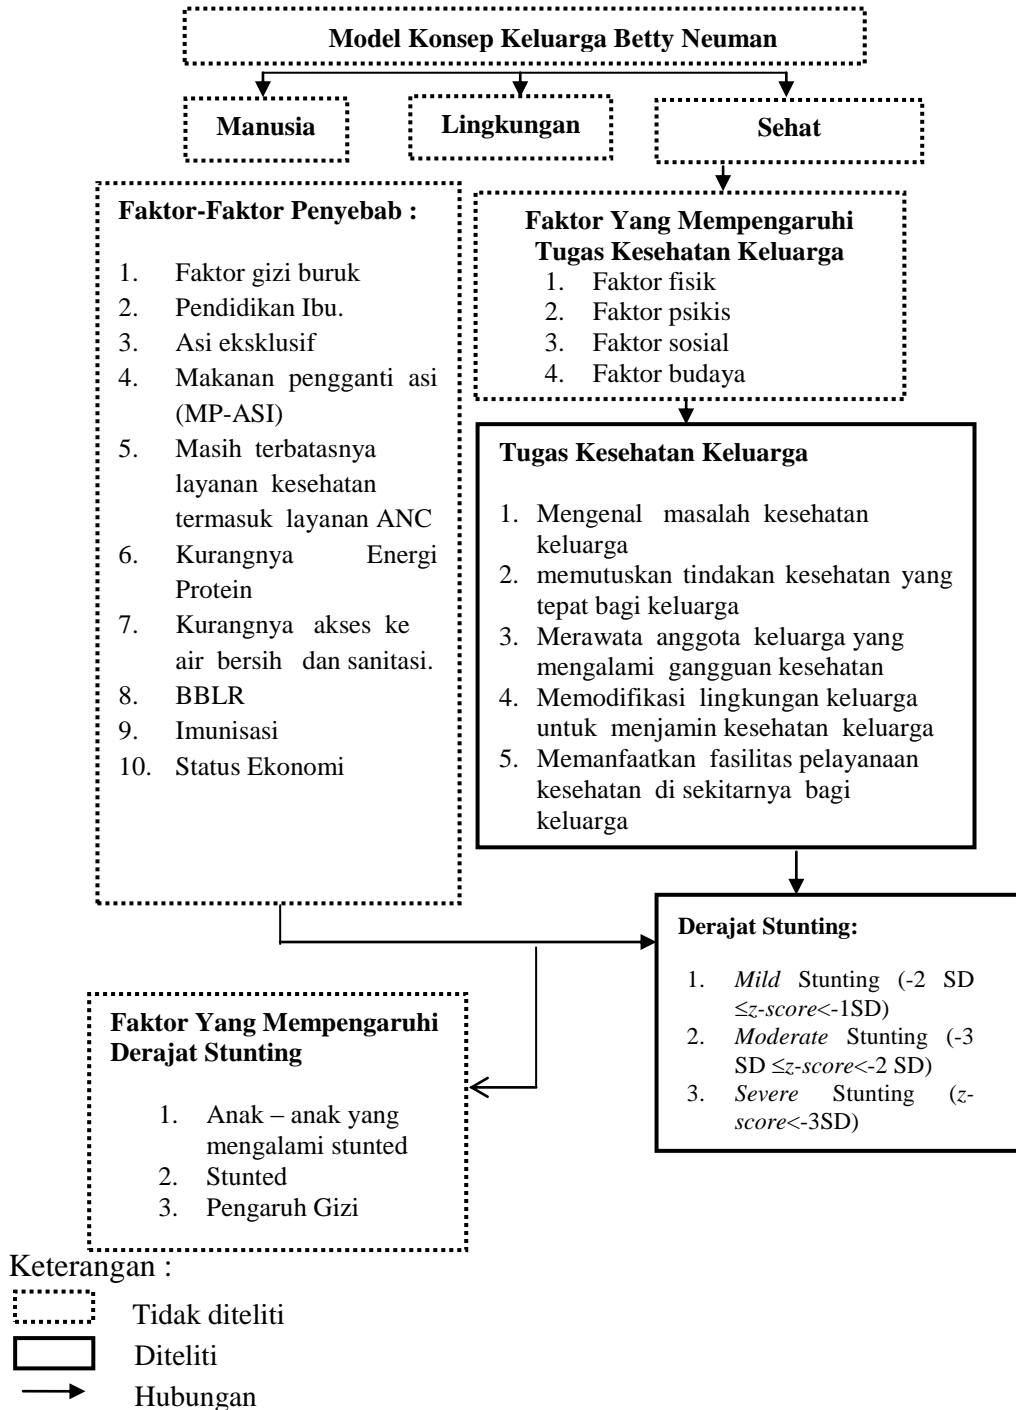 Model Konsep Keluarga Betty Neuman
Manusia
Lingkungan
Sehat
Faktor-Faktor Penyebab :
1. Faktor gizi buruk
2. Pendidikan Ibu.
3. Asi eksklusif
4. Makanan pengganti asi
(MP-ASI)
5. Masih terbatasnya
layanan kesehatan
termasuk layanan ANC
6. Kurangnya Energi
Protein
7. Kurangnya akses ke
air bersih dan sanitasi.
8. BBLR
9. Imunisasi
10. Status Ekonomi
Faktor Yang Mempengaruhi
Tugas Kesehatan Keluarga
1. Faktor fisik
2. Faktor psikis
3. Faktor sosial
4. Faktor budaya
Tugas Kesehatan Keluarga
1. Mengenal masalah kesehatan
keluarga
2. memutuskan tindakan kesehatan yang
tepat bagi keluarga
3. Merawata anggota keluarga yang
mengalami gangguan kesehatan
4. Memodifikasi lingkungan keluarga
untuk menjamin kesehatan keluarga
5. Memanfaatkan fasilitas pelayanaan
kesehatan di sekitarnya bagi
keluarga
Derajat Stunting:
1. Mild Stunting (-2 SD
≤z-score<-1SD)
2. Moderate Stunting (-3
SD ≤z-score<-2 SD)
3. Severe Stunting (z-
score<-3SD)
Faktor Yang Mempengaruhi
Derajat Stunting
1. Anak – anak yang
mengalami stunted
2. Stunted
3. Pengaruh Gizi
Keterangan :
Tidak diteliti
Diteliti
Hubungan